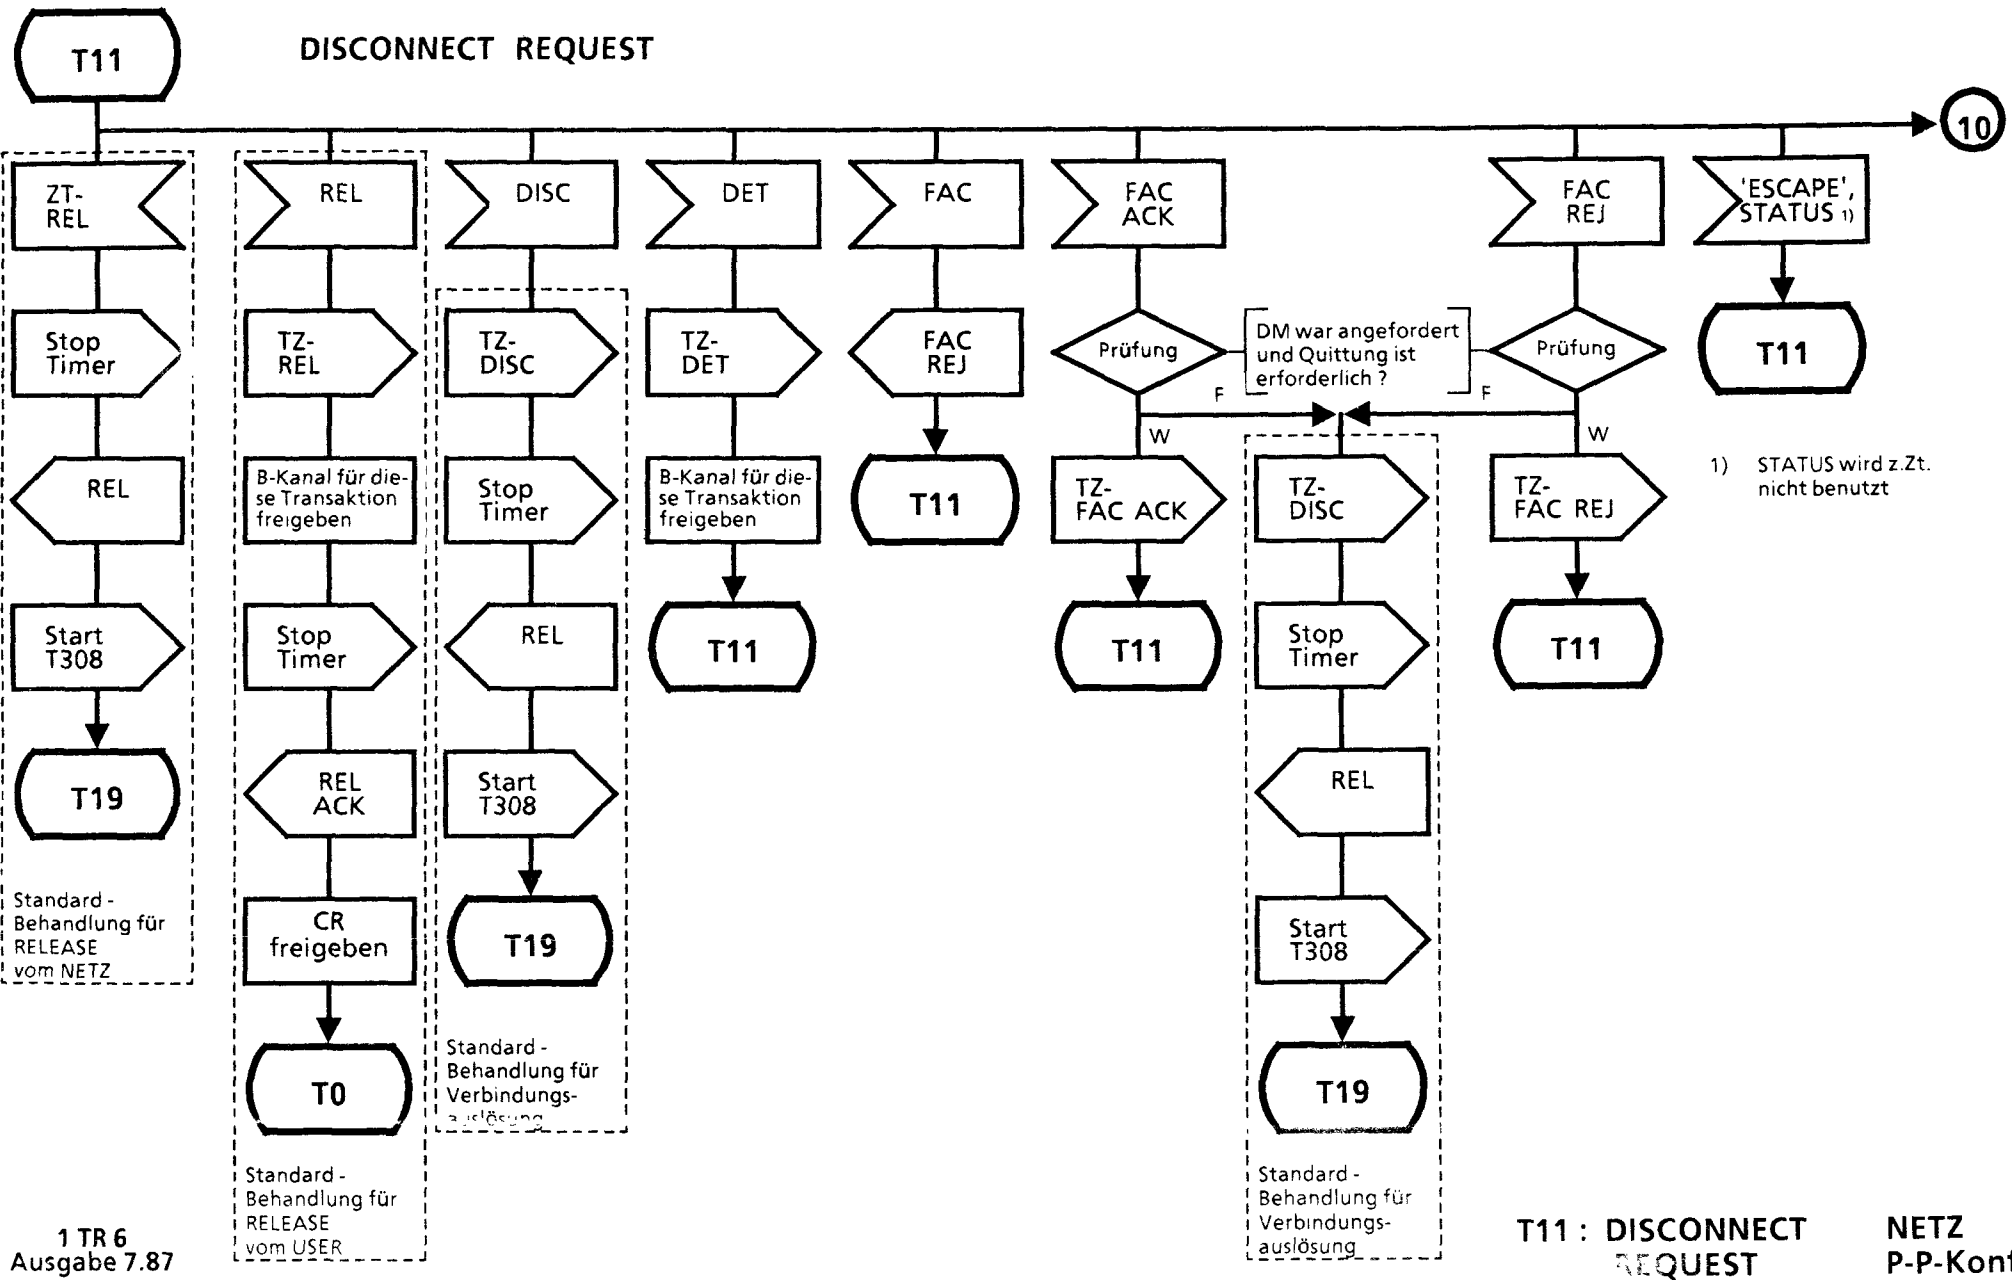 T11
DISCONNECT REQUEST
10
ZT-
REL
Stop
Timer
REL
Start
T308
T19
Standard -
Behandlung für
RELEASE
vom NETZ
REL
TZ-
REL
B-Kanal für die-
se Transaktion
freigeben
Stop
Timer
REL
ACK
CR
freigeben
T0
Standard -
Behandlung für
RELEASE
vom USER
DISC
TZ-
DISC
Stop
Timer
REL
Start
T308
T19
Standard -
Behandlung für
Verbindungs-
auslösung
DET
TZ-
DET
B-Kanal für die-
se Transaktion
freigeben
T11
FAC
FAC
REJ
T11
FAC
ACK
Prüfung
W
TZ-
FAC ACK
T11
DM war angefordert
und Quittung ist
erforderlich ?
F
F
TZ-
DISC
Stop
Timer
REL
Start
T308
T19
Standard -
Behandlung für
Verbindungs-
auslösung
FAC
REJ
Prüfung
W
TZ-
FAC REJ
T11
'ESCAPE',
STATUS 1)
T11
1) STATUS wird z.Zt.
nicht benutzt
1 TR 6
Ausgabe 7.87
T11 : DISCONNECT
REQUEST
NETZ
P-P-Konf